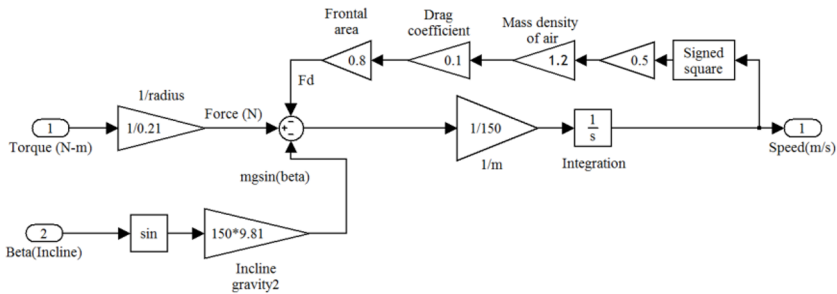 Frontal
area
Drag
coefficient
Mass density
of air
0.8
0.1
1.2
0.5
Signed
square
Fd
1/radius
1
Torque (N-m)
1/0.21
Force (N)
+
−
−
1/150
1/m
1
s
Integration
1
Speed(m/s)
mgsin(beta)
2
Beta(Incline)
sin
150*9.81
Incline
gravity2